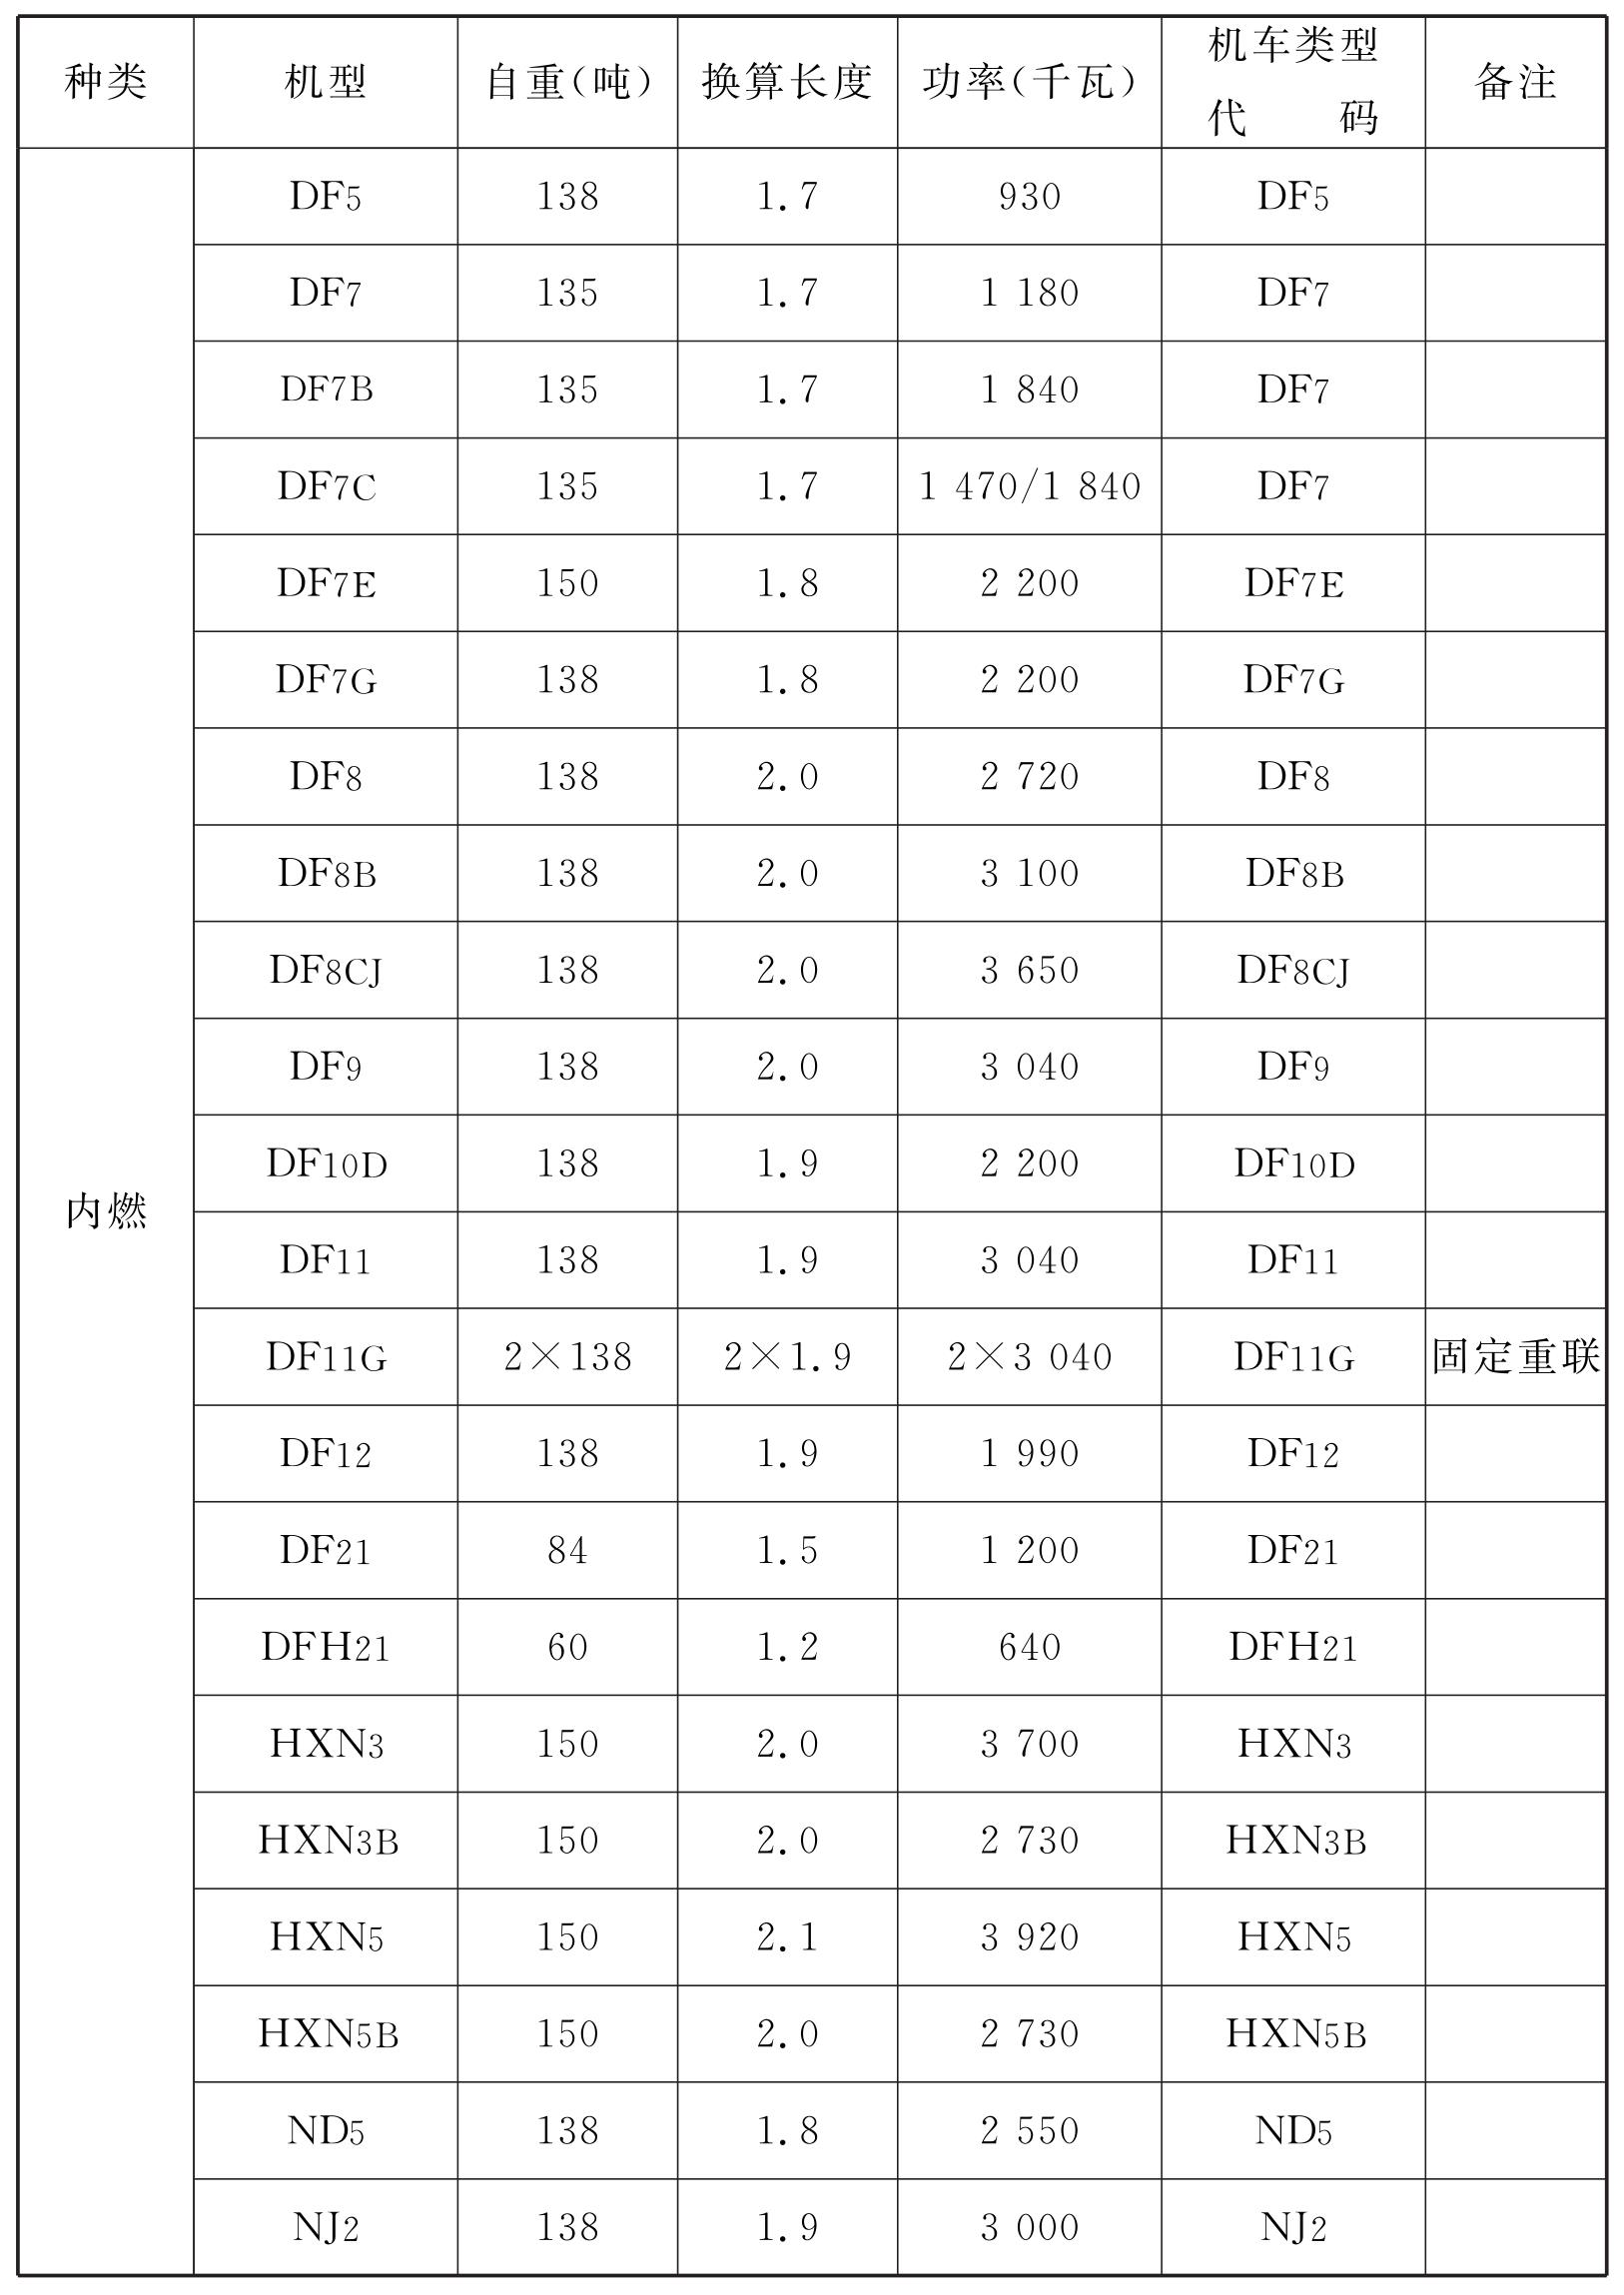 种类 机型 自重(吨) 换算长度 功率(千瓦) 机车类型代码 备注
内燃
DF5 138 1.7 930 DF5
DF7 135 1.7 1 180 DF7
DF7B 135 1.7 1 840 DF7
DF7C 135 1.7 1 470/1 840 DF7
DF7E 150 1.8 2 200 DF7E
DF7G 138 1.8 2 200 DF7G
DF8 138 2.0 2 720 DF8
DF8B 138 2.0 3 100 DF8B
DF8CJ 138 2.0 3 650 DF8CJ
DF9 138 2.0 3 040 DF9
DF10D 138 1.9 2 200 DF10D
DF11 138 1.9 3 040 DF11
DF11G 2×138 2×1.9 2×3 040 DF11G 固定重联
DF12 138 1.9 1 990 DF12
DF21 84 1.5 1 200 DF21
DFH21 60 1.2 640 DFH21
HXN3 150 2.0 3 700 HXN3
HXN3B 150 2.0 2 730 HXN3B
HXN5 150 2.1 3 920 HXN5
HXN5B 150 2.0 2 730 HXN5B
ND5 138 1.8 2 550 ND5
NJ2 138 1.9 3 000 NJ2